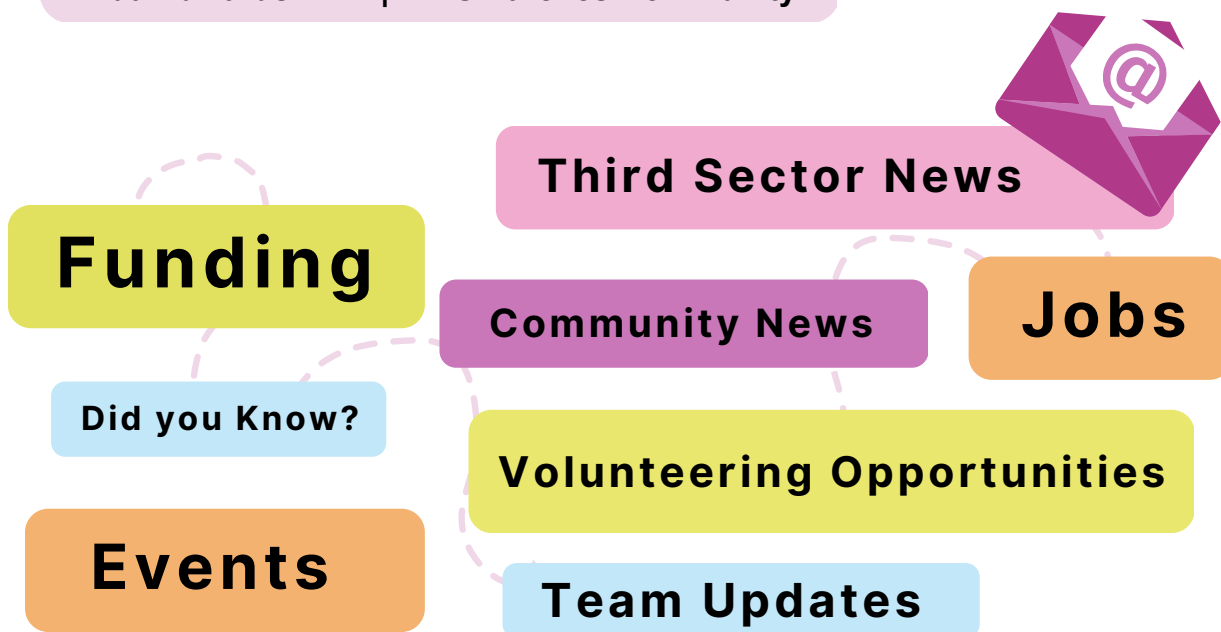 @
Third Sector News
Funding
Community News
Jobs
Did you Know?
Volunteering Opportunities
Events
Team Updates